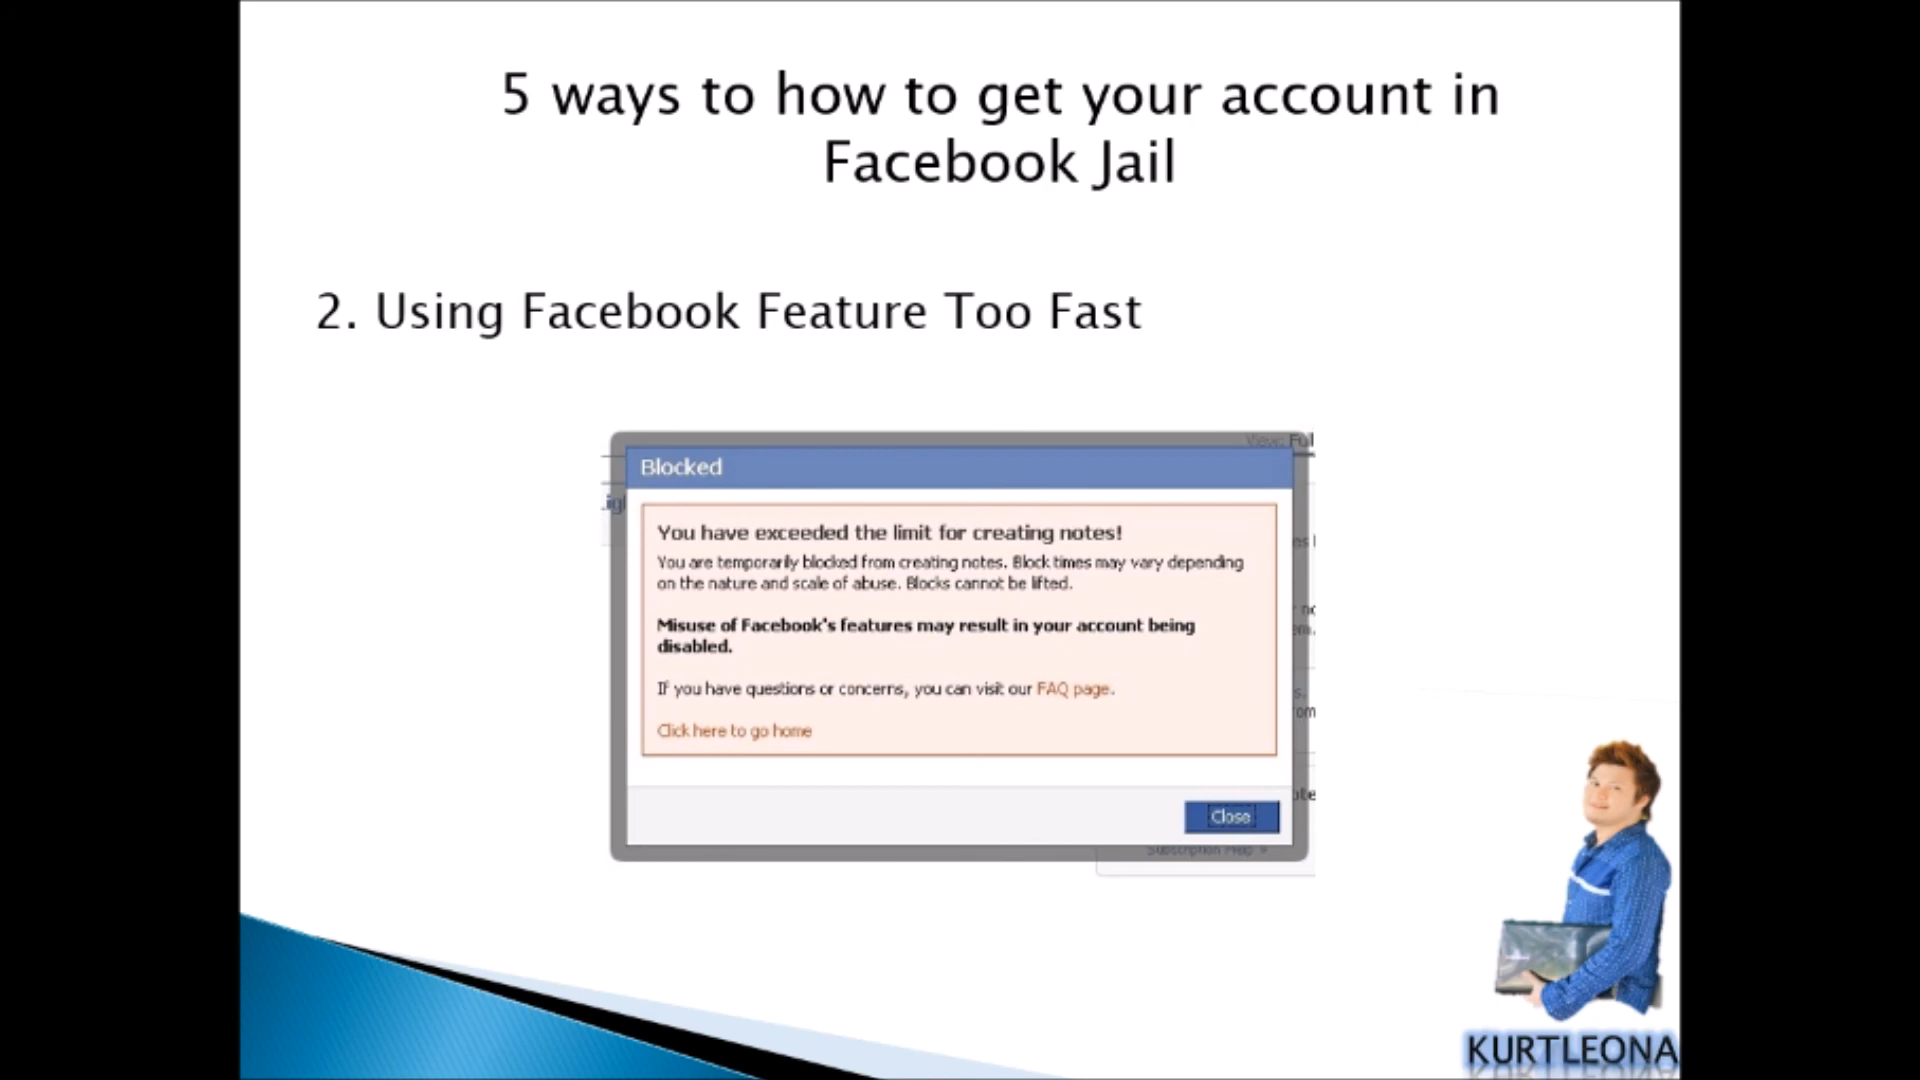 5 ways to how to get your account in
Facebook Jail
2. Using Facebook Feature Too Fast
View: Full
Blocked
You have exceeded the limit for creating notes!
You are temporarily blocked from creating notes. Block times may vary depending
on the nature and scale of abuse. Blocks cannot be lifted.
Misuse of Facebook's features may result in your account being
disabled.
If you have questions or concerns, you can visit our FAQ page.
Click here to go home
Close
Subscription Help »
KURTLEONA